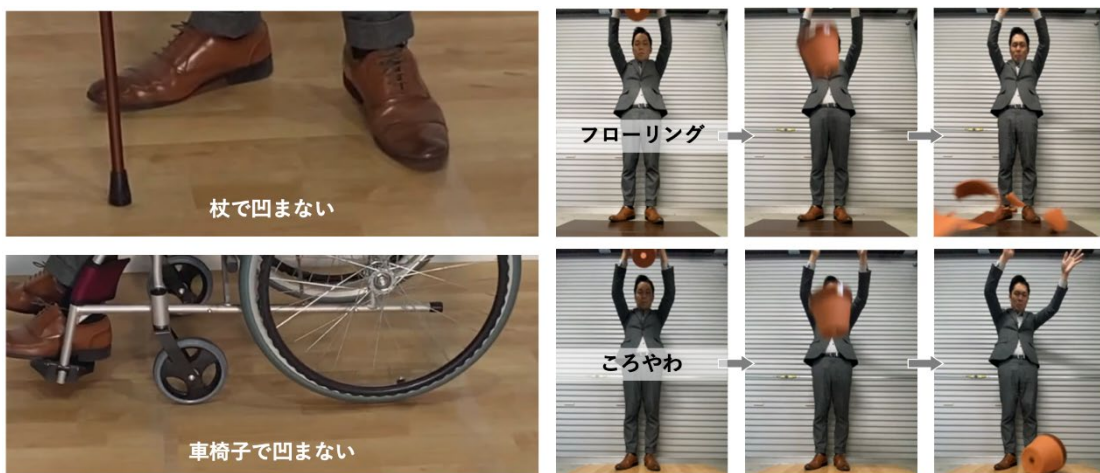 杖で凹まない
車椅子で凹まない
フローリング
ころやわ